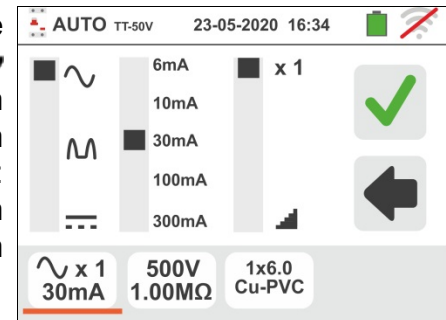 AUTO TT-50V 23-05-2020 16:34
6mA x 1
10mA
30mA
100mA
300mA
x 1 500V 1x6.0
30mA 1.00MΩ Cu-PVC